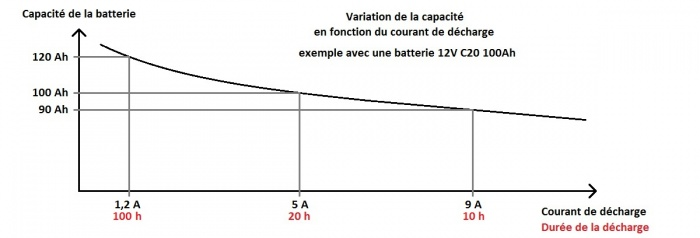 Capacité de la batterie
Variation de la capacité
en fonction du courant de décharge
exemple avec une batterie 12V C20 100Ah
120 Ah
100 Ah
90 Ah
1,2 A
5 A
9 A
Courant de décharge
100 h
20 h
10 h
Durée de la décharge